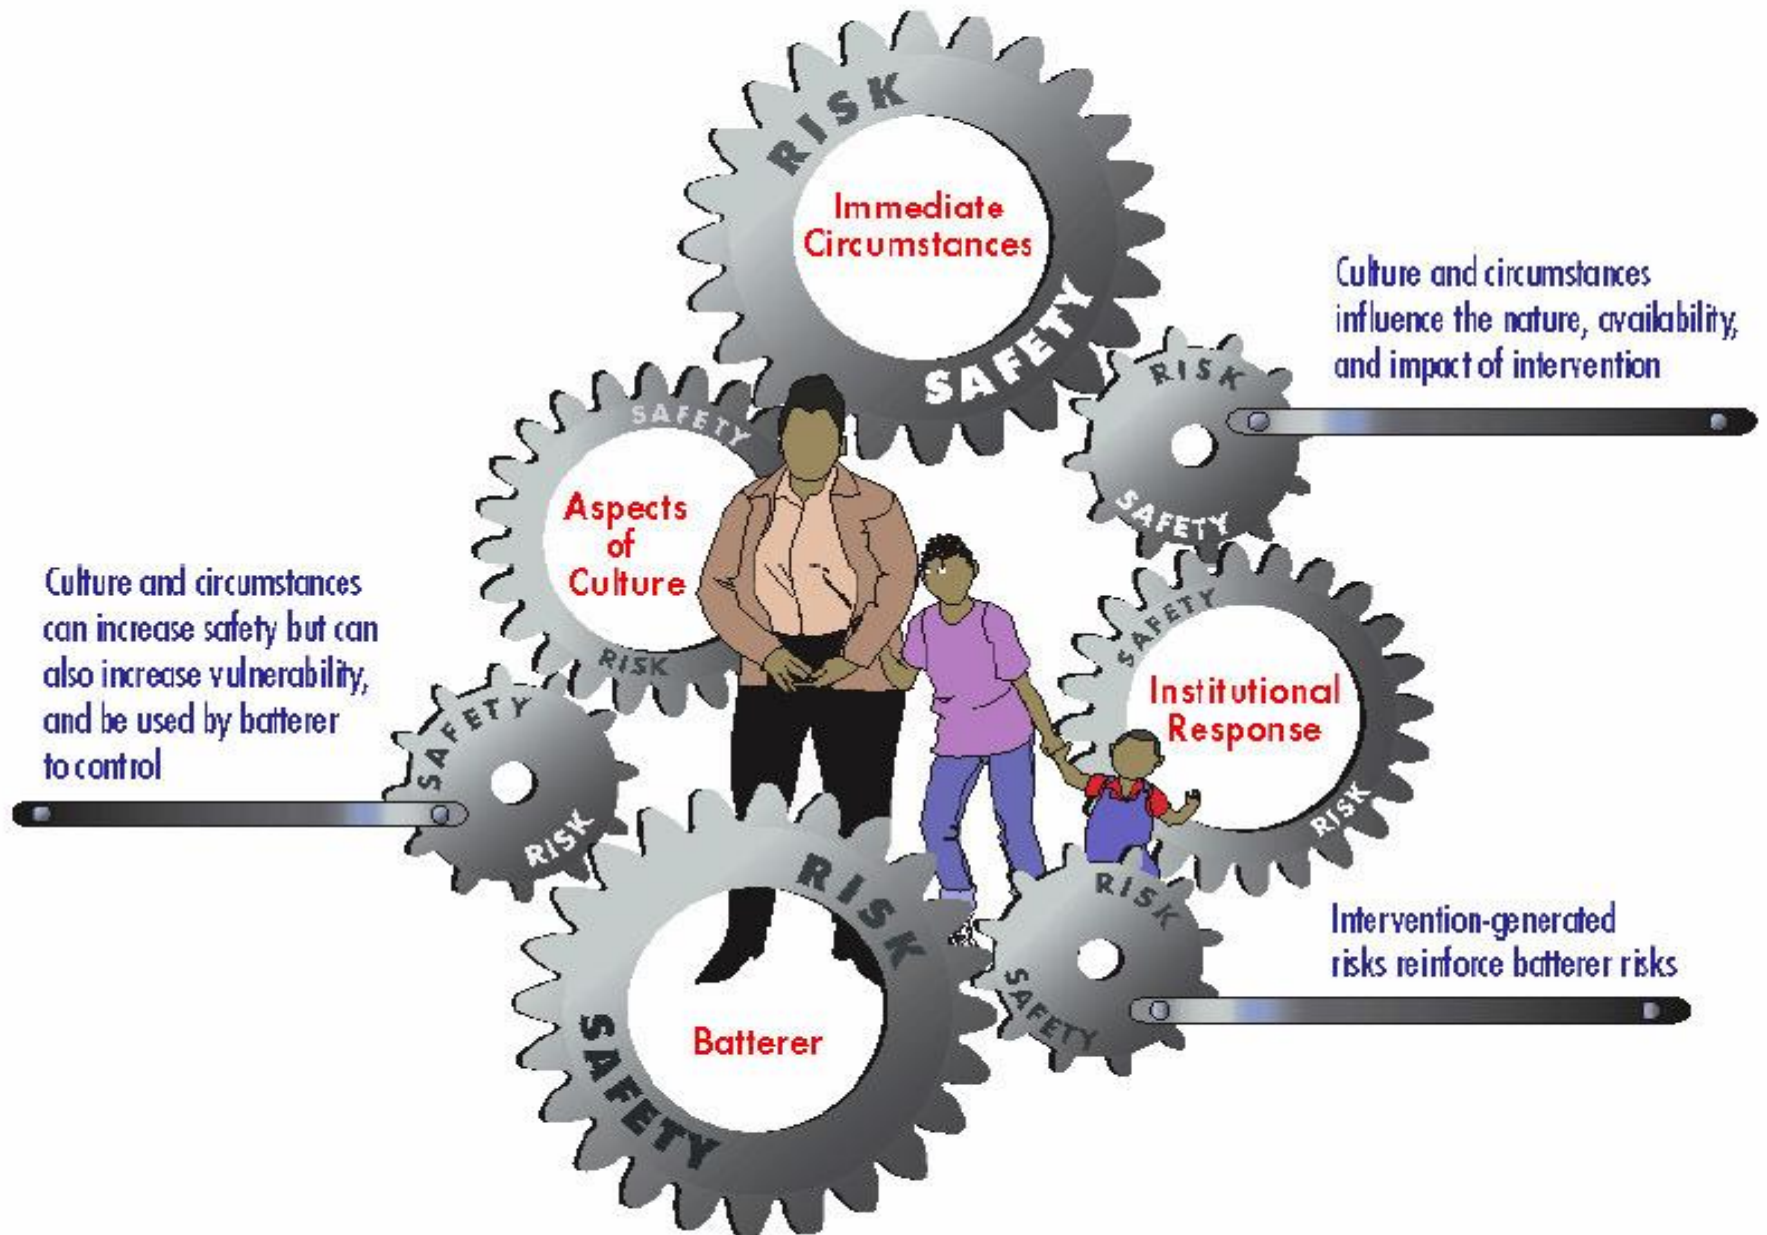 RISK
Immediate
Circumstances
SAFETY
Culture and circumstances
influence the nature, availability,
and impact of intervention
RISK
SAFETY
SAFETY
Aspects
of
Culture
RISK
Culture and circumstances
can increase safety but can
also increase vulnerability,
and be used by batterer
to control
SAFETY
RISK
SAFETY
Institutional
Response
RISK
RISK
SAFETY
Intervention-generated
risks reinforce batterer risks
RISK
Batterer
SAFETY